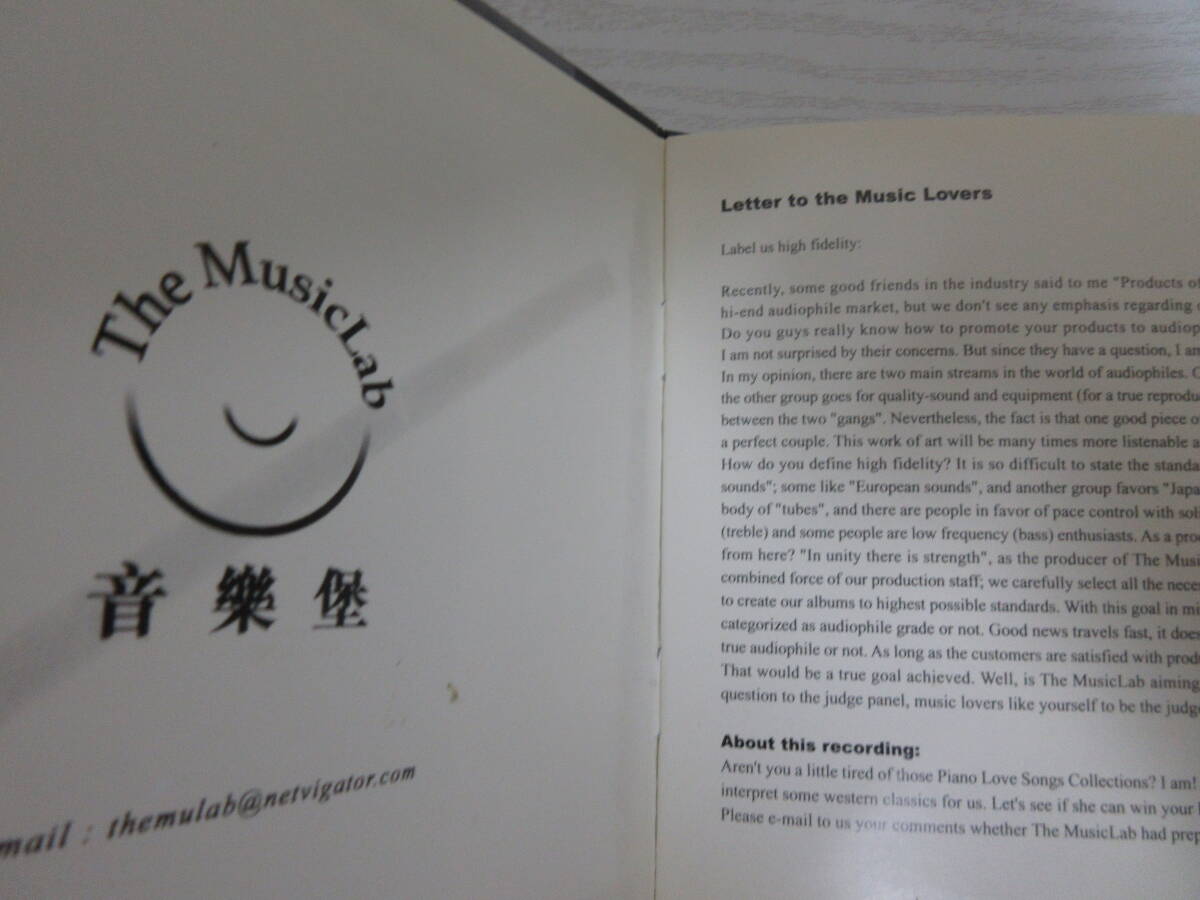 The MusicLab
音樂堡
mail : themulab@netvigator.com
Letter to the Music Lovers
Label us high fidelity:
Recently, some good friends in the industry said to me "Products of
hi-end audiophile market, but we don't see any emphasis regarding
Do you guys really know how to promote your products to audiop
I am not surprised by their concerns. But since they have a question, I am
In my opinion, there are two main streams in the world of audiophiles.
the other group goes for quality-sound and equipment (for a true reprodu
between the two "gangs". Nevertheless, the fact is that one good piece o
a perfect couple. This work of art will be many times more listenable a
How do you define high fidelity? It is so difficult to state the standa
sounds"; some like "European sounds", and another group favors "Japa
body of "tubes", and there are people in favor of pace control with soli
(treble) and some people are low frequency (bass) enthusiasts. As a pro
from here? "In unity there is strength", as the producer of The Musi
combined force of our production staff; we carefully select all the nece
to create our albums to highest possible standards. With this goal in mi
categorized as audiophile grade or not. Good news travels fast, it does
true audiophile or not. As long as the customers are satisfied with prod
That would be a true goal achieved. Well, is The MusicLab aiming
question to the judge panel, music lovers like yourself to be the judge
About this recording:
Aren't you a little tired of those Piano Love Songs Collections? I am!
interpret some western classics for us. Let's see if she can win your
Please e-mail to us your comments whether The MusicLab had prep